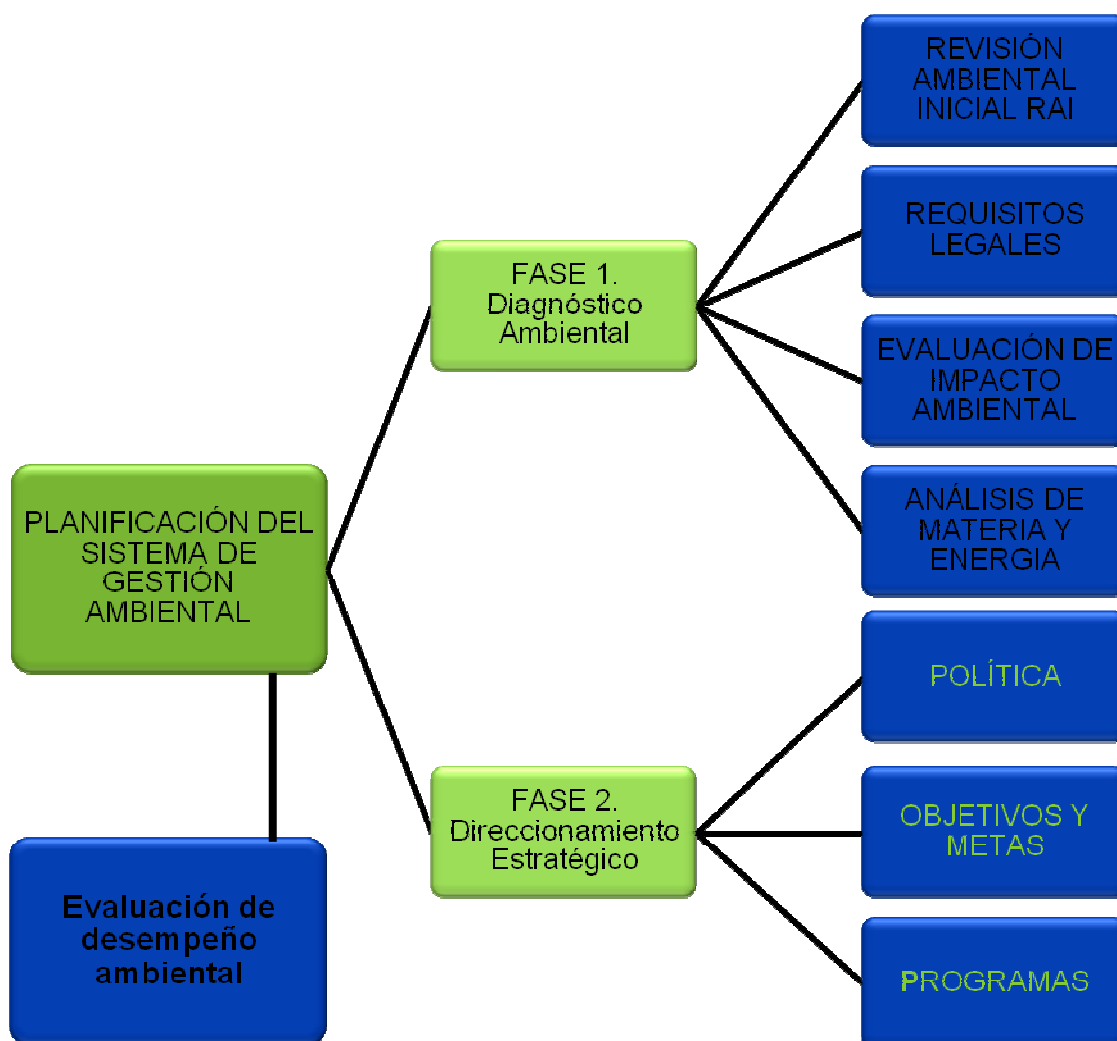 REVISIÓN
AMBIENTAL
INICIAL RAI
REQUISITOS
LEGALES
FASE 1.
Diagnóstico
Ambiental
EVALUACIÓN DE
IMPACTO
AMBIENTAL
ANÁLISIS DE
MATERIA Y
ENERGIA
PLANIFICACIÓN DEL
SISTEMA DE
GESTIÓN
AMBIENTAL
POLÍTICA
FASE 2.
Direccionamiento
Estratégico
OBJETIVOS Y
METAS
PROGRAMAS
Evaluación de
desempeño
ambiental